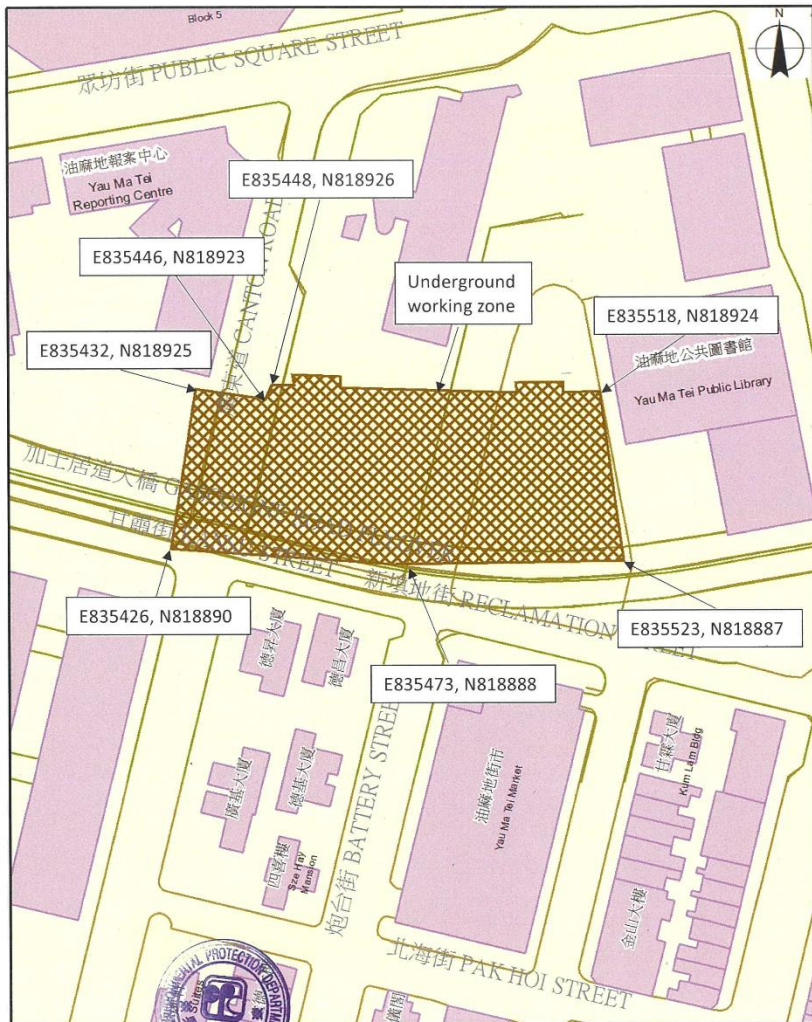 Block 5
N
眾坊街 PUBLIC SQUARE STREET
油麻地報案中心
Yau Ma Tei
Reporting Centre
E835448, N818926
E835446, N818923
Underground
working zone
E835432, N818925
E835518, N818924
CANTON ROAD
油麻地公共圖書館
Yau Ma Tei Public Library
加士居道天橋
甘肅街
STREET
新填地街 RECLAMATION STREET
E835426, N818890
E835523, N818887
E835473, N818888
德昇大廈
德昌大廈
廣基大廈
德基大廈
四喜樓
Sze Hay
Mansion
炮台街 BATTERY STREET
油麻地街市
Yau Ma Tei Market
甘霖大廈
Kum Lam Bldg
金山大樓
北海街 PAK HOI STREET
PROTECTION DEPARTM
Suites